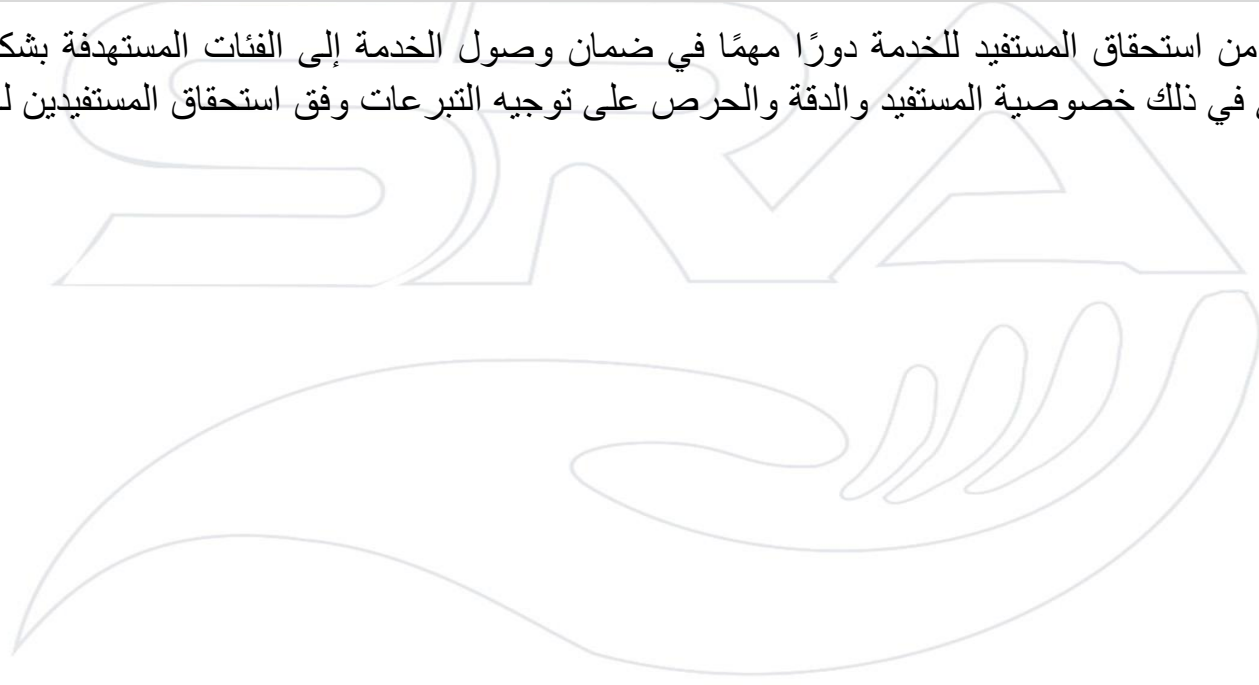 من استحقاق المستفيد للخدمة دورًا مهمًا في ضمان وصول الخدمة إلى الفئات المستهدفة
في ذلك خصوصية المستفيد والدقة والحرص على توجيه التبرعات وفق استحقاق المستفيدين
SRA